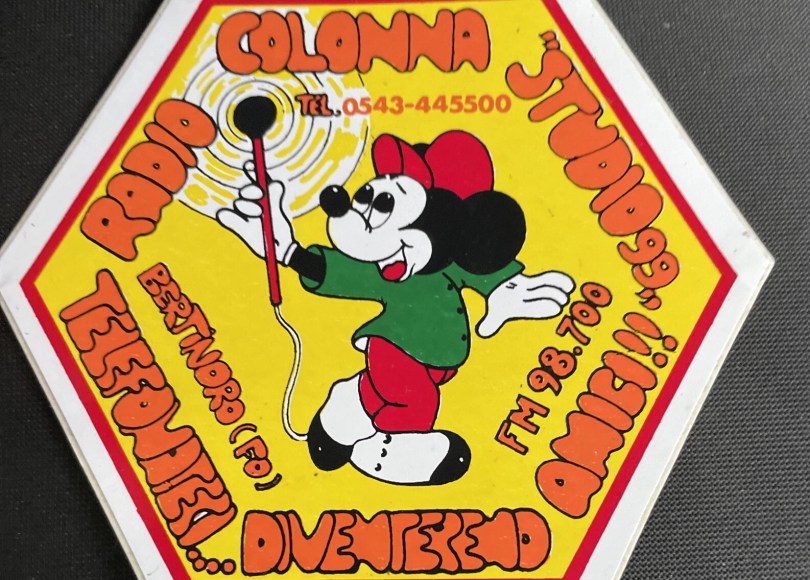 RADIO COLONNA "STUDIO 99"
TEL. 0543-445500
BERTINORO (FO)
FM 98.700
TELEFONATECI.... DIVENTEREMO AMICI!!